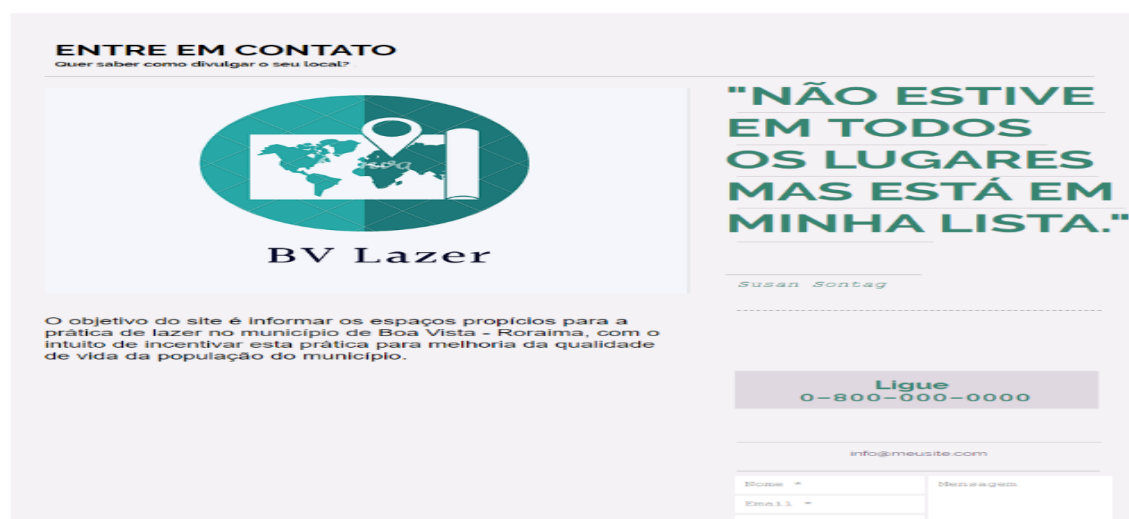 ENTRE EM CONTATO
Quer saber como divulgar o seu local?
BV Lazer
O objetivo do site é informar os espaços propícios para a
prática de lazer no município de Boa Vista - Roraima, com o
intuito de incentivar esta prática para melhoria da qualidade
de vida da população do município.
"NÃO ESTIVE
EM TODOS
OS LUGARES
MAS ESTÁ EM
MINHA LISTA."
Susan Sontag
Ligue
0-800-000-0000
info@meusite.com
Nome *
Mensagem
Email *